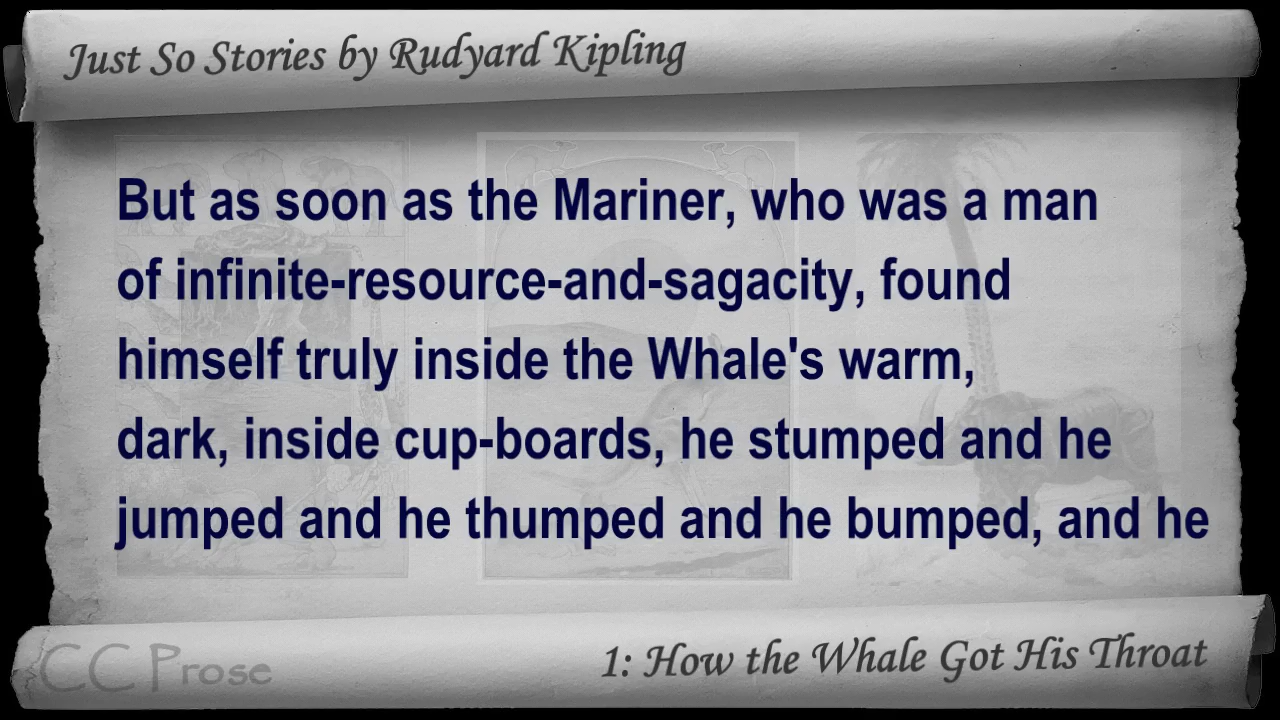 Just So Stories by Rudyard Kipling
But as soon as the Mariner, who was a man
of infinite-resource-and-sagacity, found
himself truly inside the Whale's warm,
dark, inside cup-boards, he stumped and he
jumped and he thumped and he bumped, and he
CC Prose
1: How the Whale Got His Throat